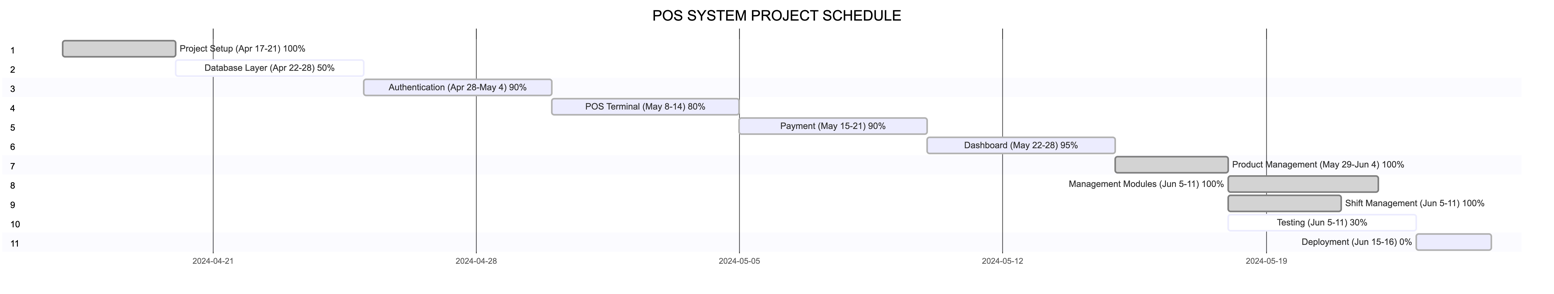 POS SYSTEM PROJECT SCHEDULE
1 Project Setup (Apr 17-21) 100%
2 Database Layer (Apr 22-28) 50%
3 Authentication (Apr 28-May 4) 90%
4 POS Terminal (May 8-14) 80%
5 Payment (May 15-21) 90%
6 Dashboard (May 22-28) 95%
7 Product Management (May 29-Jun 4) 100%
8 Management Modules (Jun 5-11) 100%
9 Shift Management (Jun 5-11) 100%
10 Testing (Jun 5-11) 30%
11 Deployment (Jun 15-16) 0%
2024-04-21 2024-04-28 2024-05-05 2024-05-12 2024-05-19